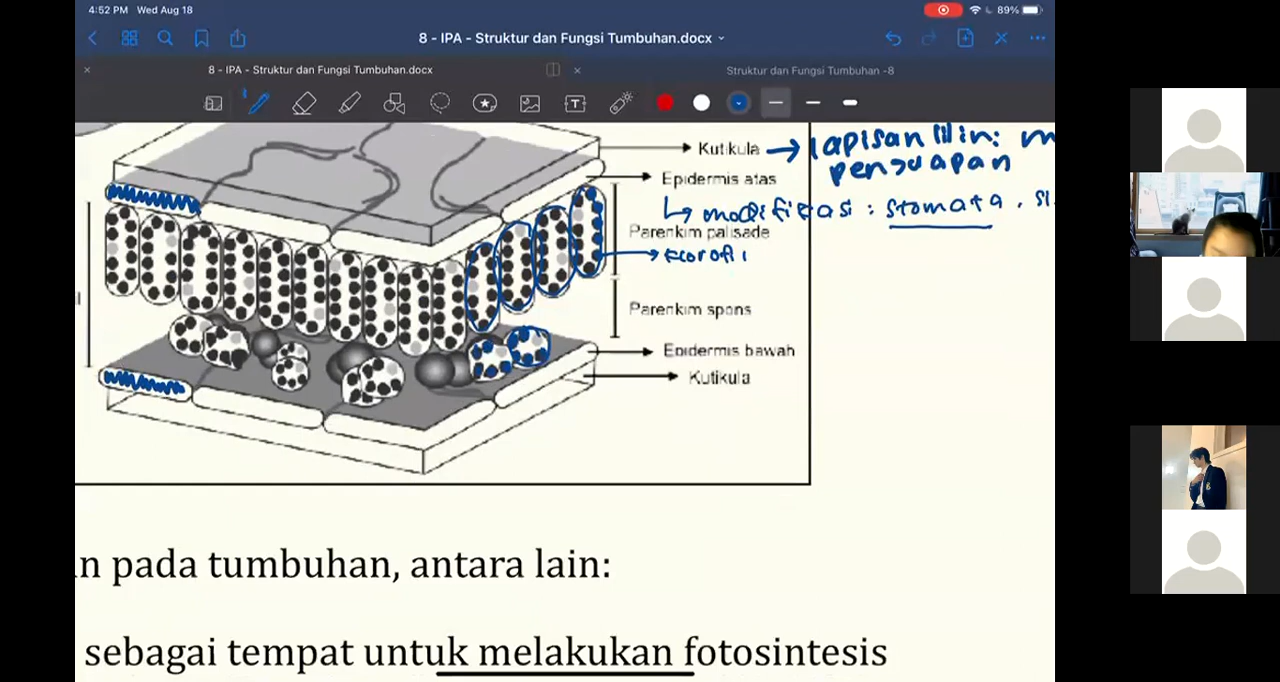 4:52 PM Wed Aug 18
89%
8 - IPA - Struktur dan Fungsi Tumbuhan.docx
8 - IPA - Struktur dan Fungsi Tumbuhan.docx
Struktur dan Fungsi Tumbuhan -8
Kutikula → lapisan lilin: m
penguapan
Epidermis atas
↳ modifikasi : stomata, si
Parenkim palisade
→ klorofil
Parenkim spons
Epidermis bawah
Kutikula
n pada tumbuhan, antara lain:
sebagai tempat untuk melakukan fotosintesis